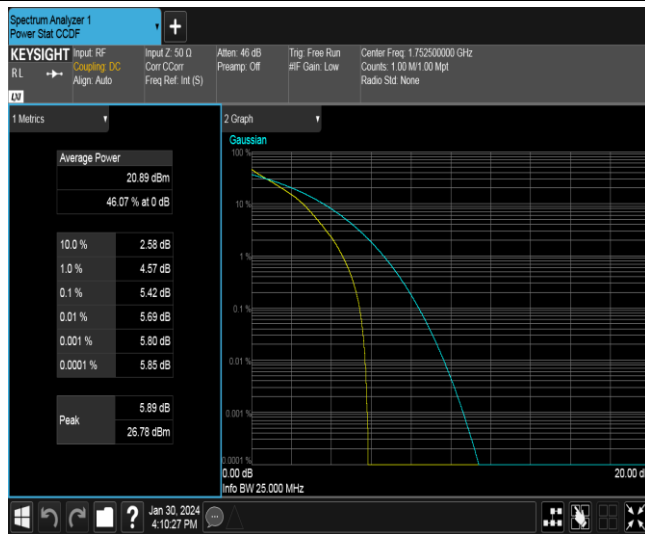 Spectrum Analyzer 1
Power Stat CCDF
+
KEYSIGHT
RL
LXI
Input: RF
Coupling: DC
Align: Auto
Input Z: 50 Ω
Corr CCorr
Freq Ref: Int (S)
Atten: 46 dB
Preamp: Off
Trig: Free Run
#IF Gain: Low
Center Freq: 1.752500000 GHz
Counts: 1.00 M/1.00 Mpt
Radio Std: None
1 Metrics
Average Power
20.89 dBm
46.07 % at 0 dB
10.0 % 2.58 dB
1.0 % 4.57 dB
0.1 % 5.42 dB
0.01 % 5.69 dB
0.001 % 5.80 dB
0.0001 % 5.85 dB
Peak
5.89 dB
26.78 dBm
2 Graph
Gaussian
100 %
10 %
1 %
0.1 %
0.01 %
0.001 %
0.0001 %
0.00 dB
20.00 d
Info BW 25.000 MHz
?
Jan 30, 2024
4:10:27 PM